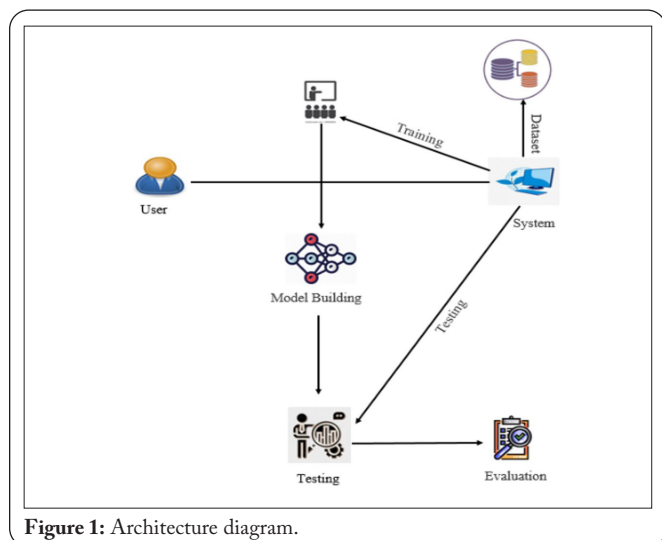 Training
Dataset
User
System
Model Building
Testing
Testing
Evaluation
Figure 1: Architecture diagram.